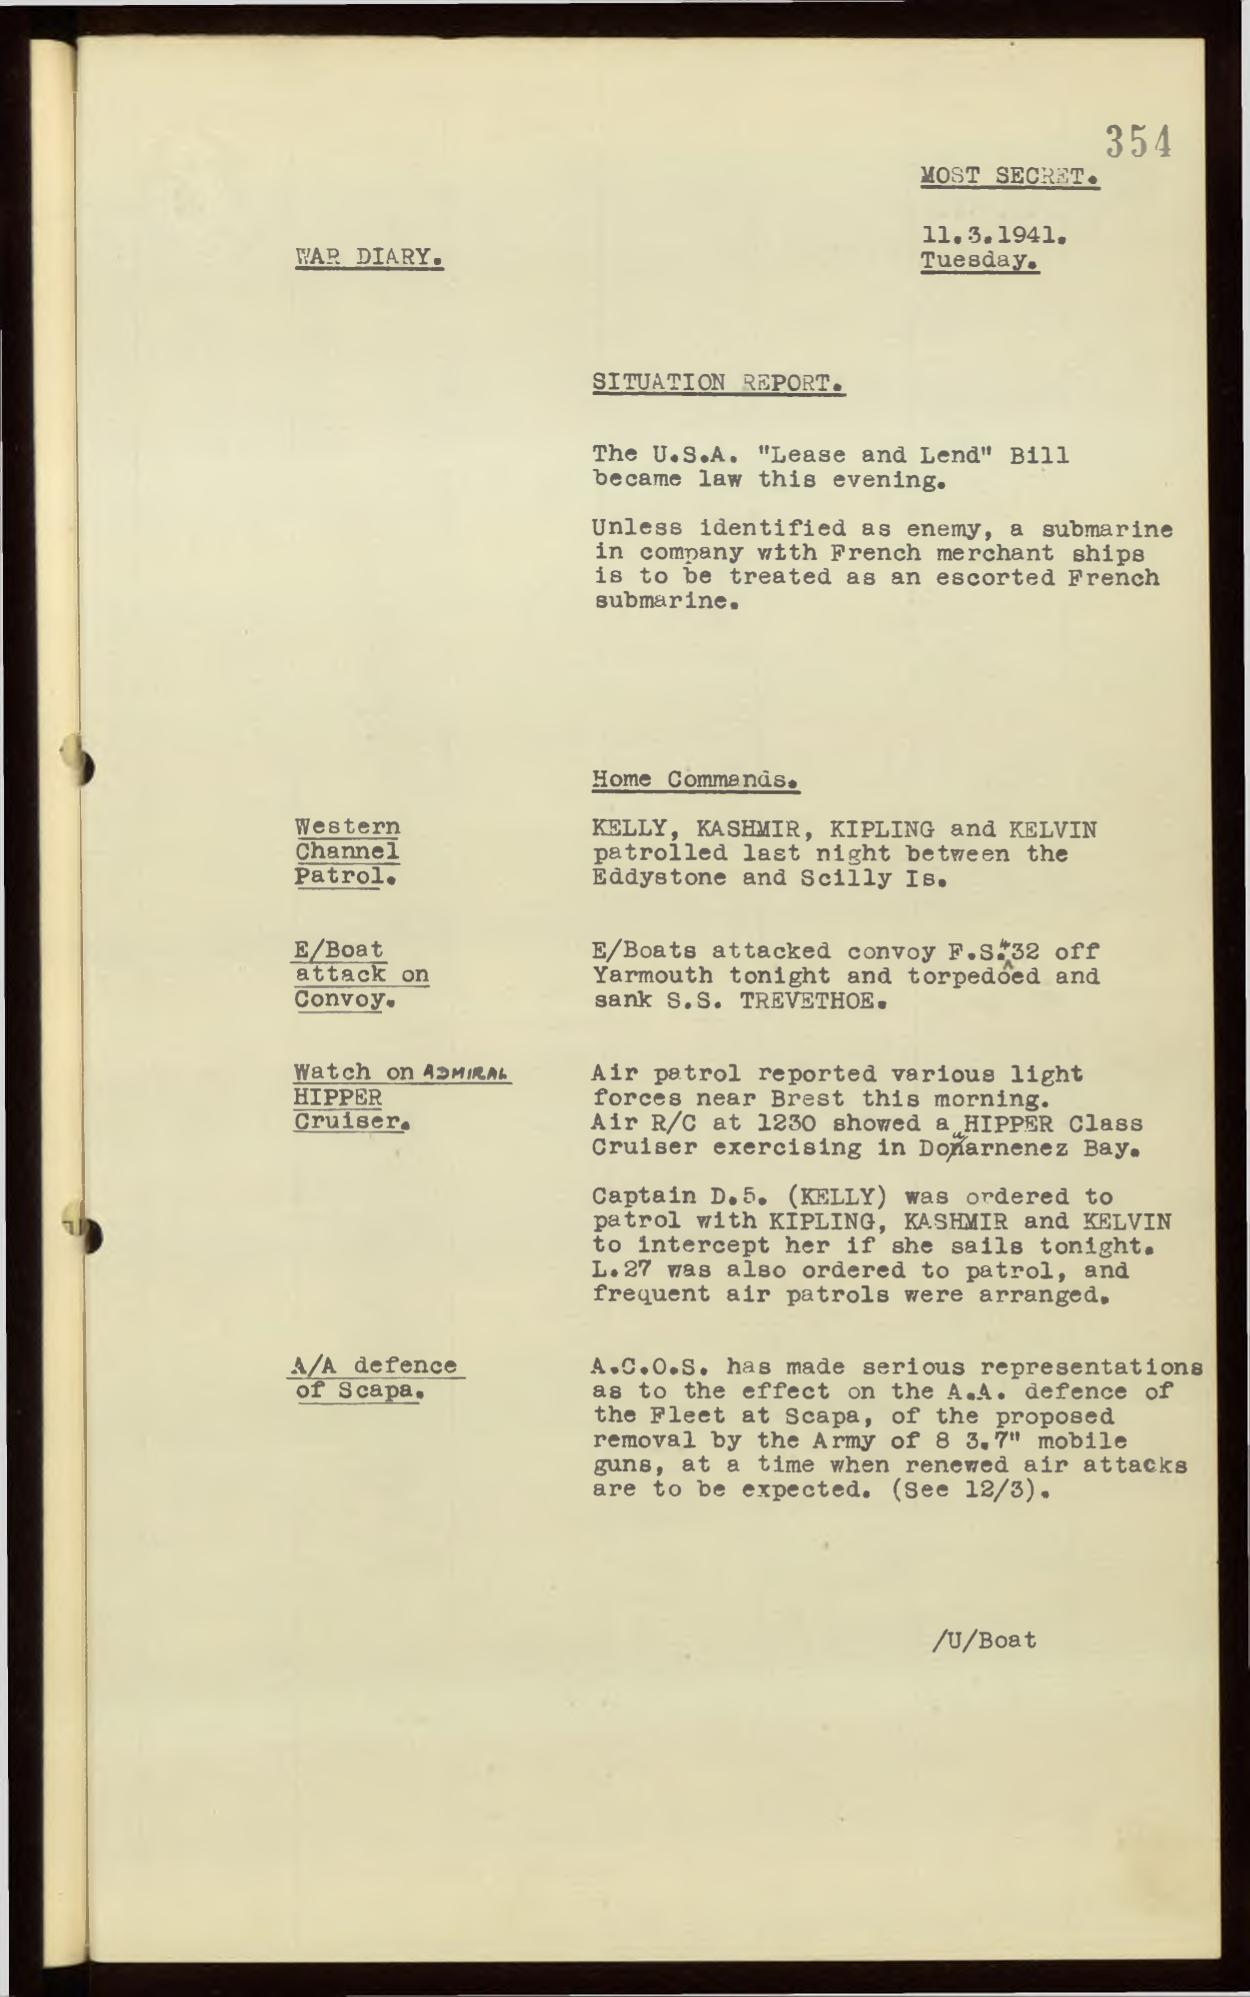 354
MOST SECRET.
11.3.1941.
Tuesday.
WAR DIARY.
SITUATION REPORT.
The U.S.A. "Lease and Lend" Bill
became law this evening.
Unless identified as enemy, a submarine
in company wtth French merchant ships
is to be treated as an escorted French
submarine.
Home Commands.
Western
Channel
Patrol.
KELLY, KASHMIR, KIPLING and KELVIN
patrolled last night between the
Eddystone and Scilly Is.
E/Boat
attack on
Convoy.
E/Boats attacked convoy F.S.432 off
Yarmouth tonight and torpedoed and
sank S.S. TREVETHOE.
Watch on ADMIRAL
HIPPER
Cruiser.
Air patrol reported various light
forces near Brest this morning.
Air R/C at 1230 showed a HIPPER Class
Cruiser exercising in Douarnenez Bay.
Captain D.5. (KELLY) was ordered to
patrol with KIPLING, KASHMIR and KELVIN
to intercept her if she sails tonight.
L.27 was also ordered to patrol, and
frequent air patrols were arranged.
A/A defence
of Scapa.
A.C.O.S. has made serious representations
as to the effect on the A.A. defence of
the Fleet at Scapa, of the proposed
removal by the Army of 8 3.7" mobile
guns, at a time when renewed air attacks
are to be expected. (See 12/3).
/U/Boat